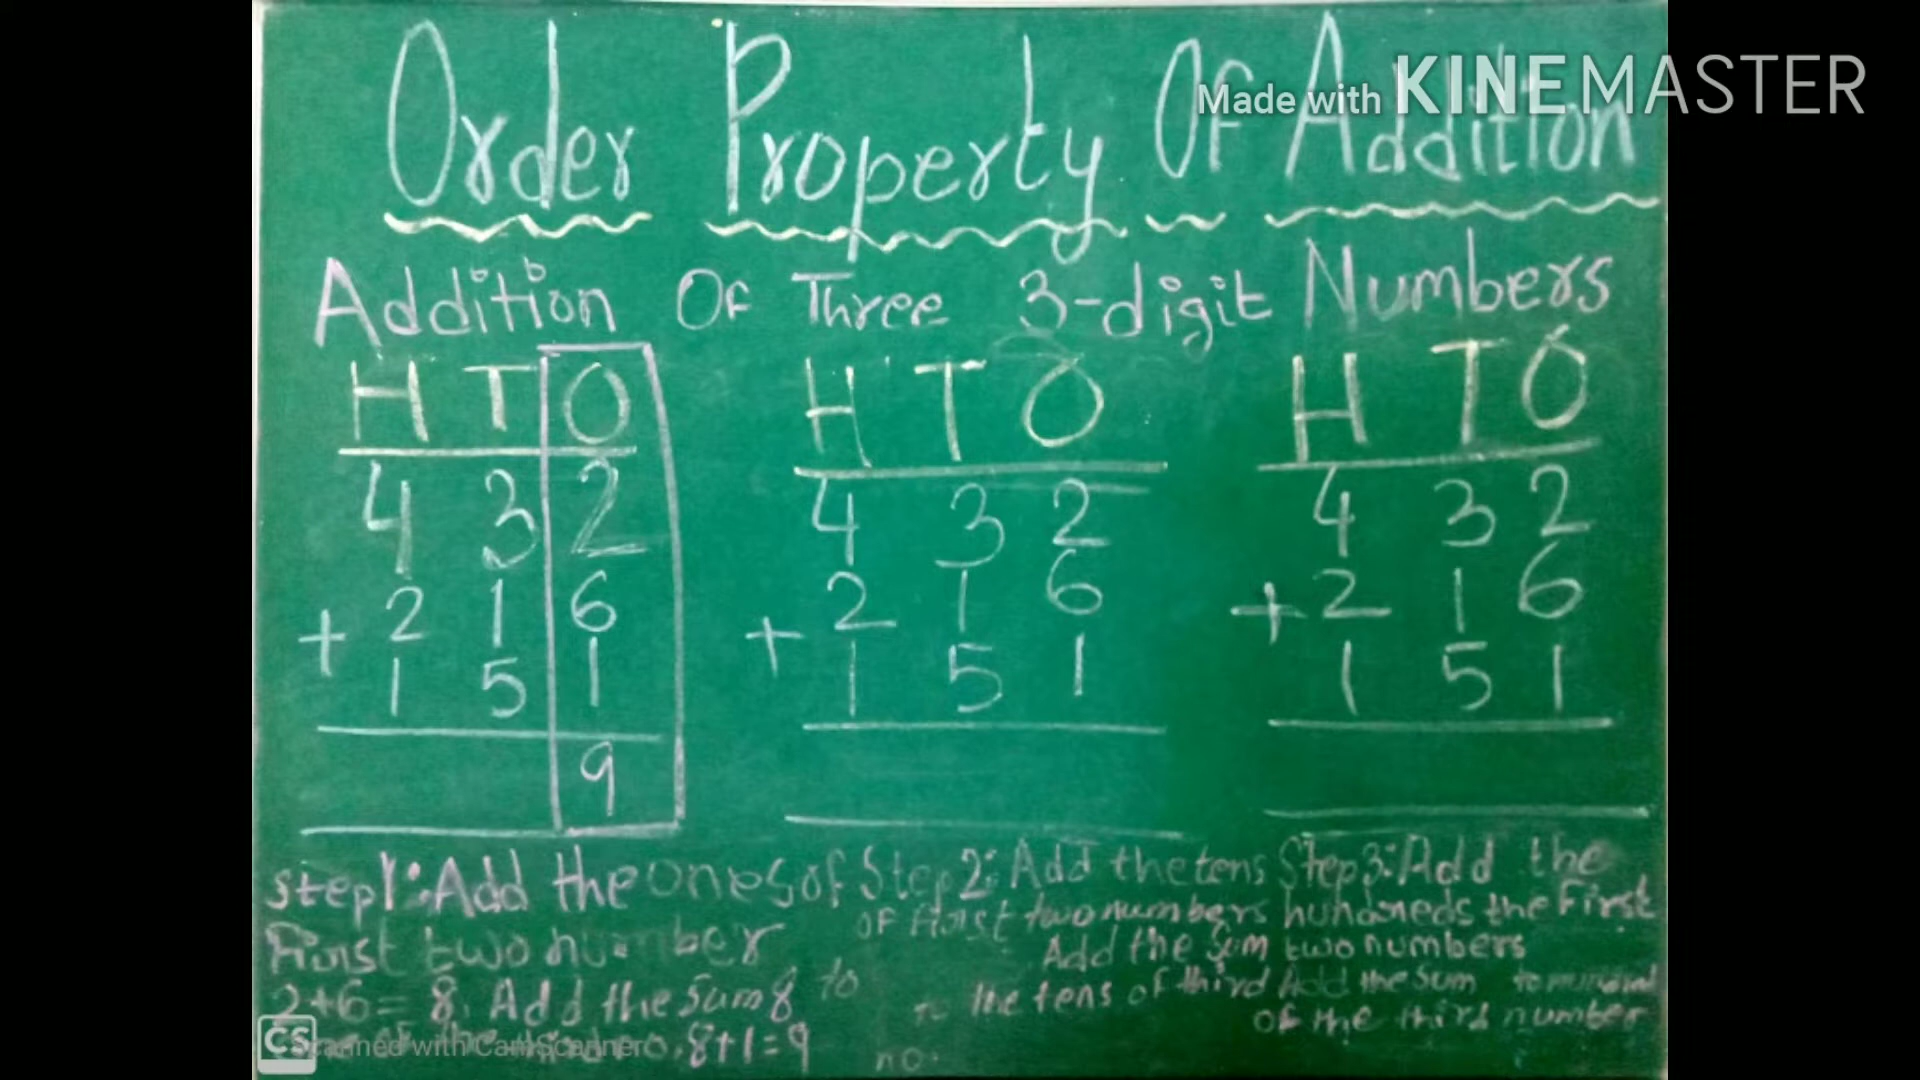 Order Property Of Addition
Made with KINEMASTER
Addition Of Three 3-digit Numbers
H T O
4 3 2
2 1 6
+ 1 5 1
9
H T O
4 3 2
2 1 6
+ 1 5 1
H T O
4 3 2
+ 2 1 6
1 5 1
Step 1: Add the ones of
First two number
2+6= 8. Add the Sum 8 to
8+1=9
Step 2: Add the tens
of first two numbers
Add the sum
to the tens of third
no.
Step 3: Add the
hundreds the First
two numbers
Add the Sum to
of the third number
CS Scanned with CamScanner